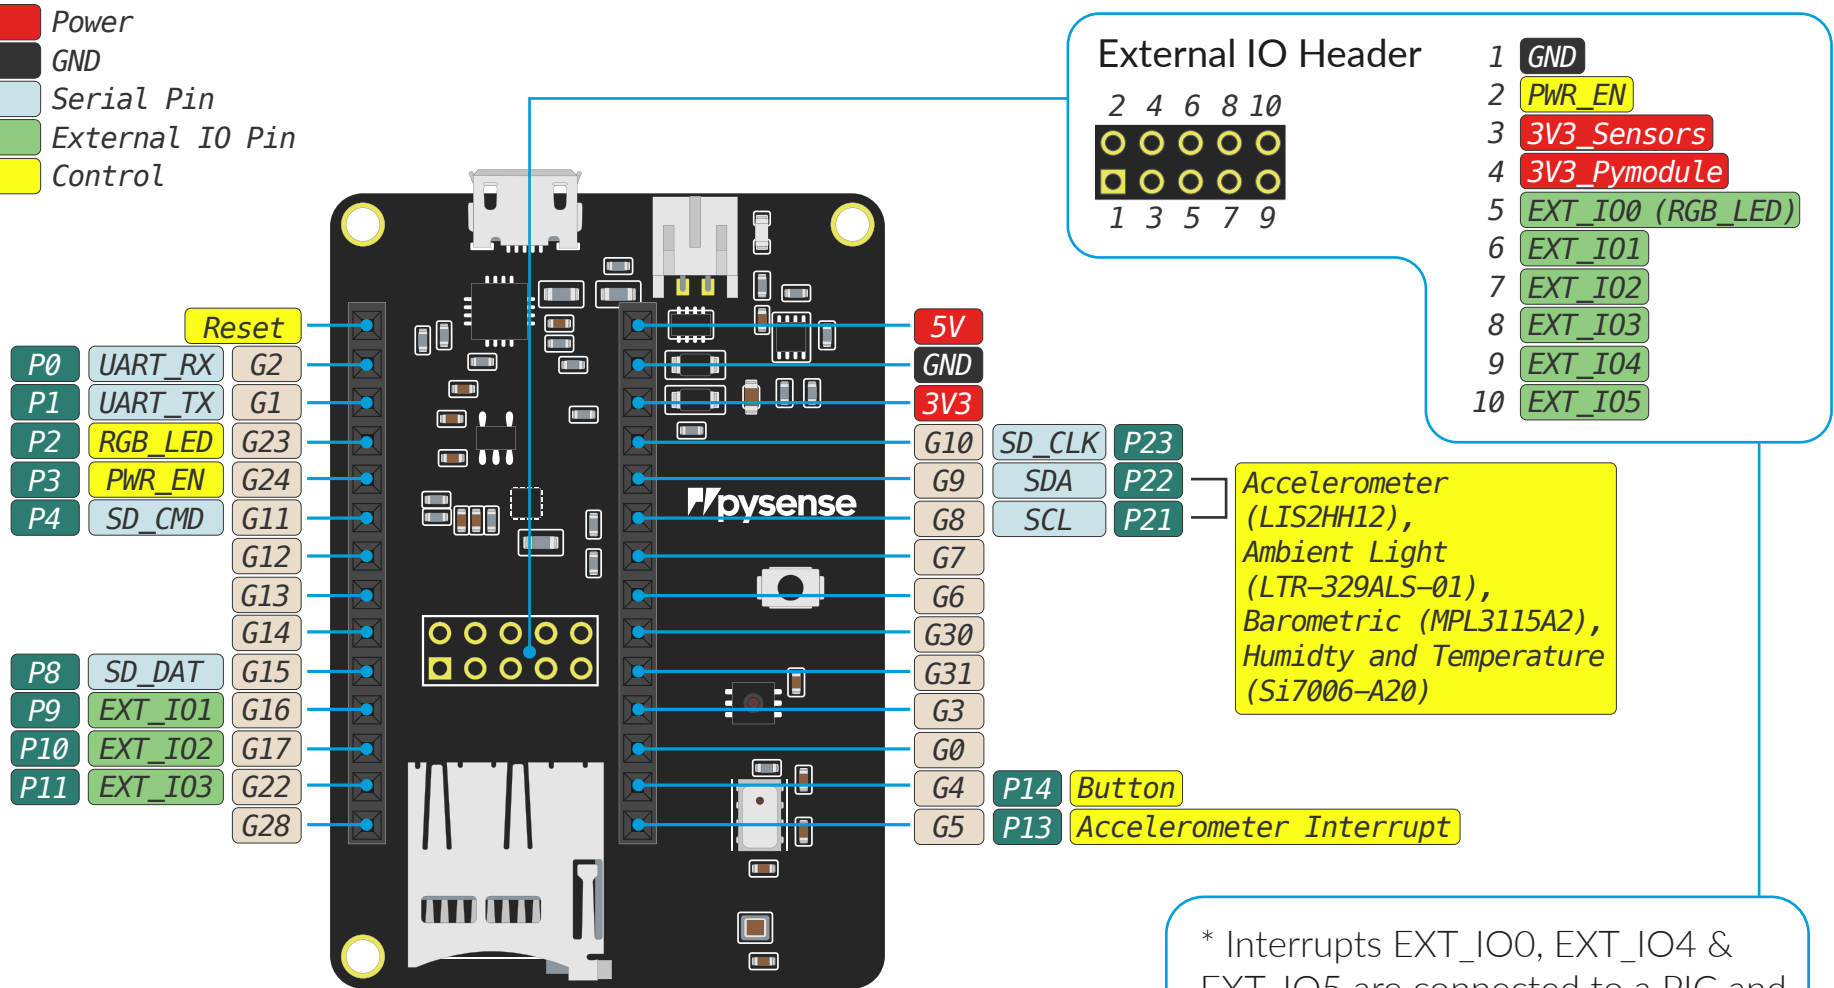 Power
GND
Serial Pin
External IO Pin
Control
External IO Header
2 4 6 8 10
1 3 5 7 9
1 GND
2 PWR_EN
3 3V3_Sensors
4 3V3_Pymodule
5 EXT_IO0 (RGB_LED)
6 EXT_IO1
7 EXT_IO2
8 EXT_IO3
9 EXT_IO4
10 EXT_IO5
Reset
P0 UART_RX G2
P1 UART_TX G1
P2 RGB_LED G23
P3 PWR_EN G24
P4 SD_CMD G11
G12
G13
G14
P8 SD_DAT G15
P9 EXT_IO1 G16
P10 EXT_IO2 G17
P11 EXT_IO3 G22
G28
pysense
5V
GND
3V3
G10 SD_CLK P23
G9 SDA P22
G8 SCL P21
G7
G6
G30
G31
G3
G0
G4 P14 Button
G5 P13 Accelerometer Interrupt
Accelerometer
(LIS2HH12),
Ambient Light
(LTR-329ALS-01),
Barometric (MPL3115A2),
Humidty and Temperature
(Si7006-A20)
* Interrupts EXT_IO0, EXT_IO4 &
EXT_IO5 are connected to a PIC and